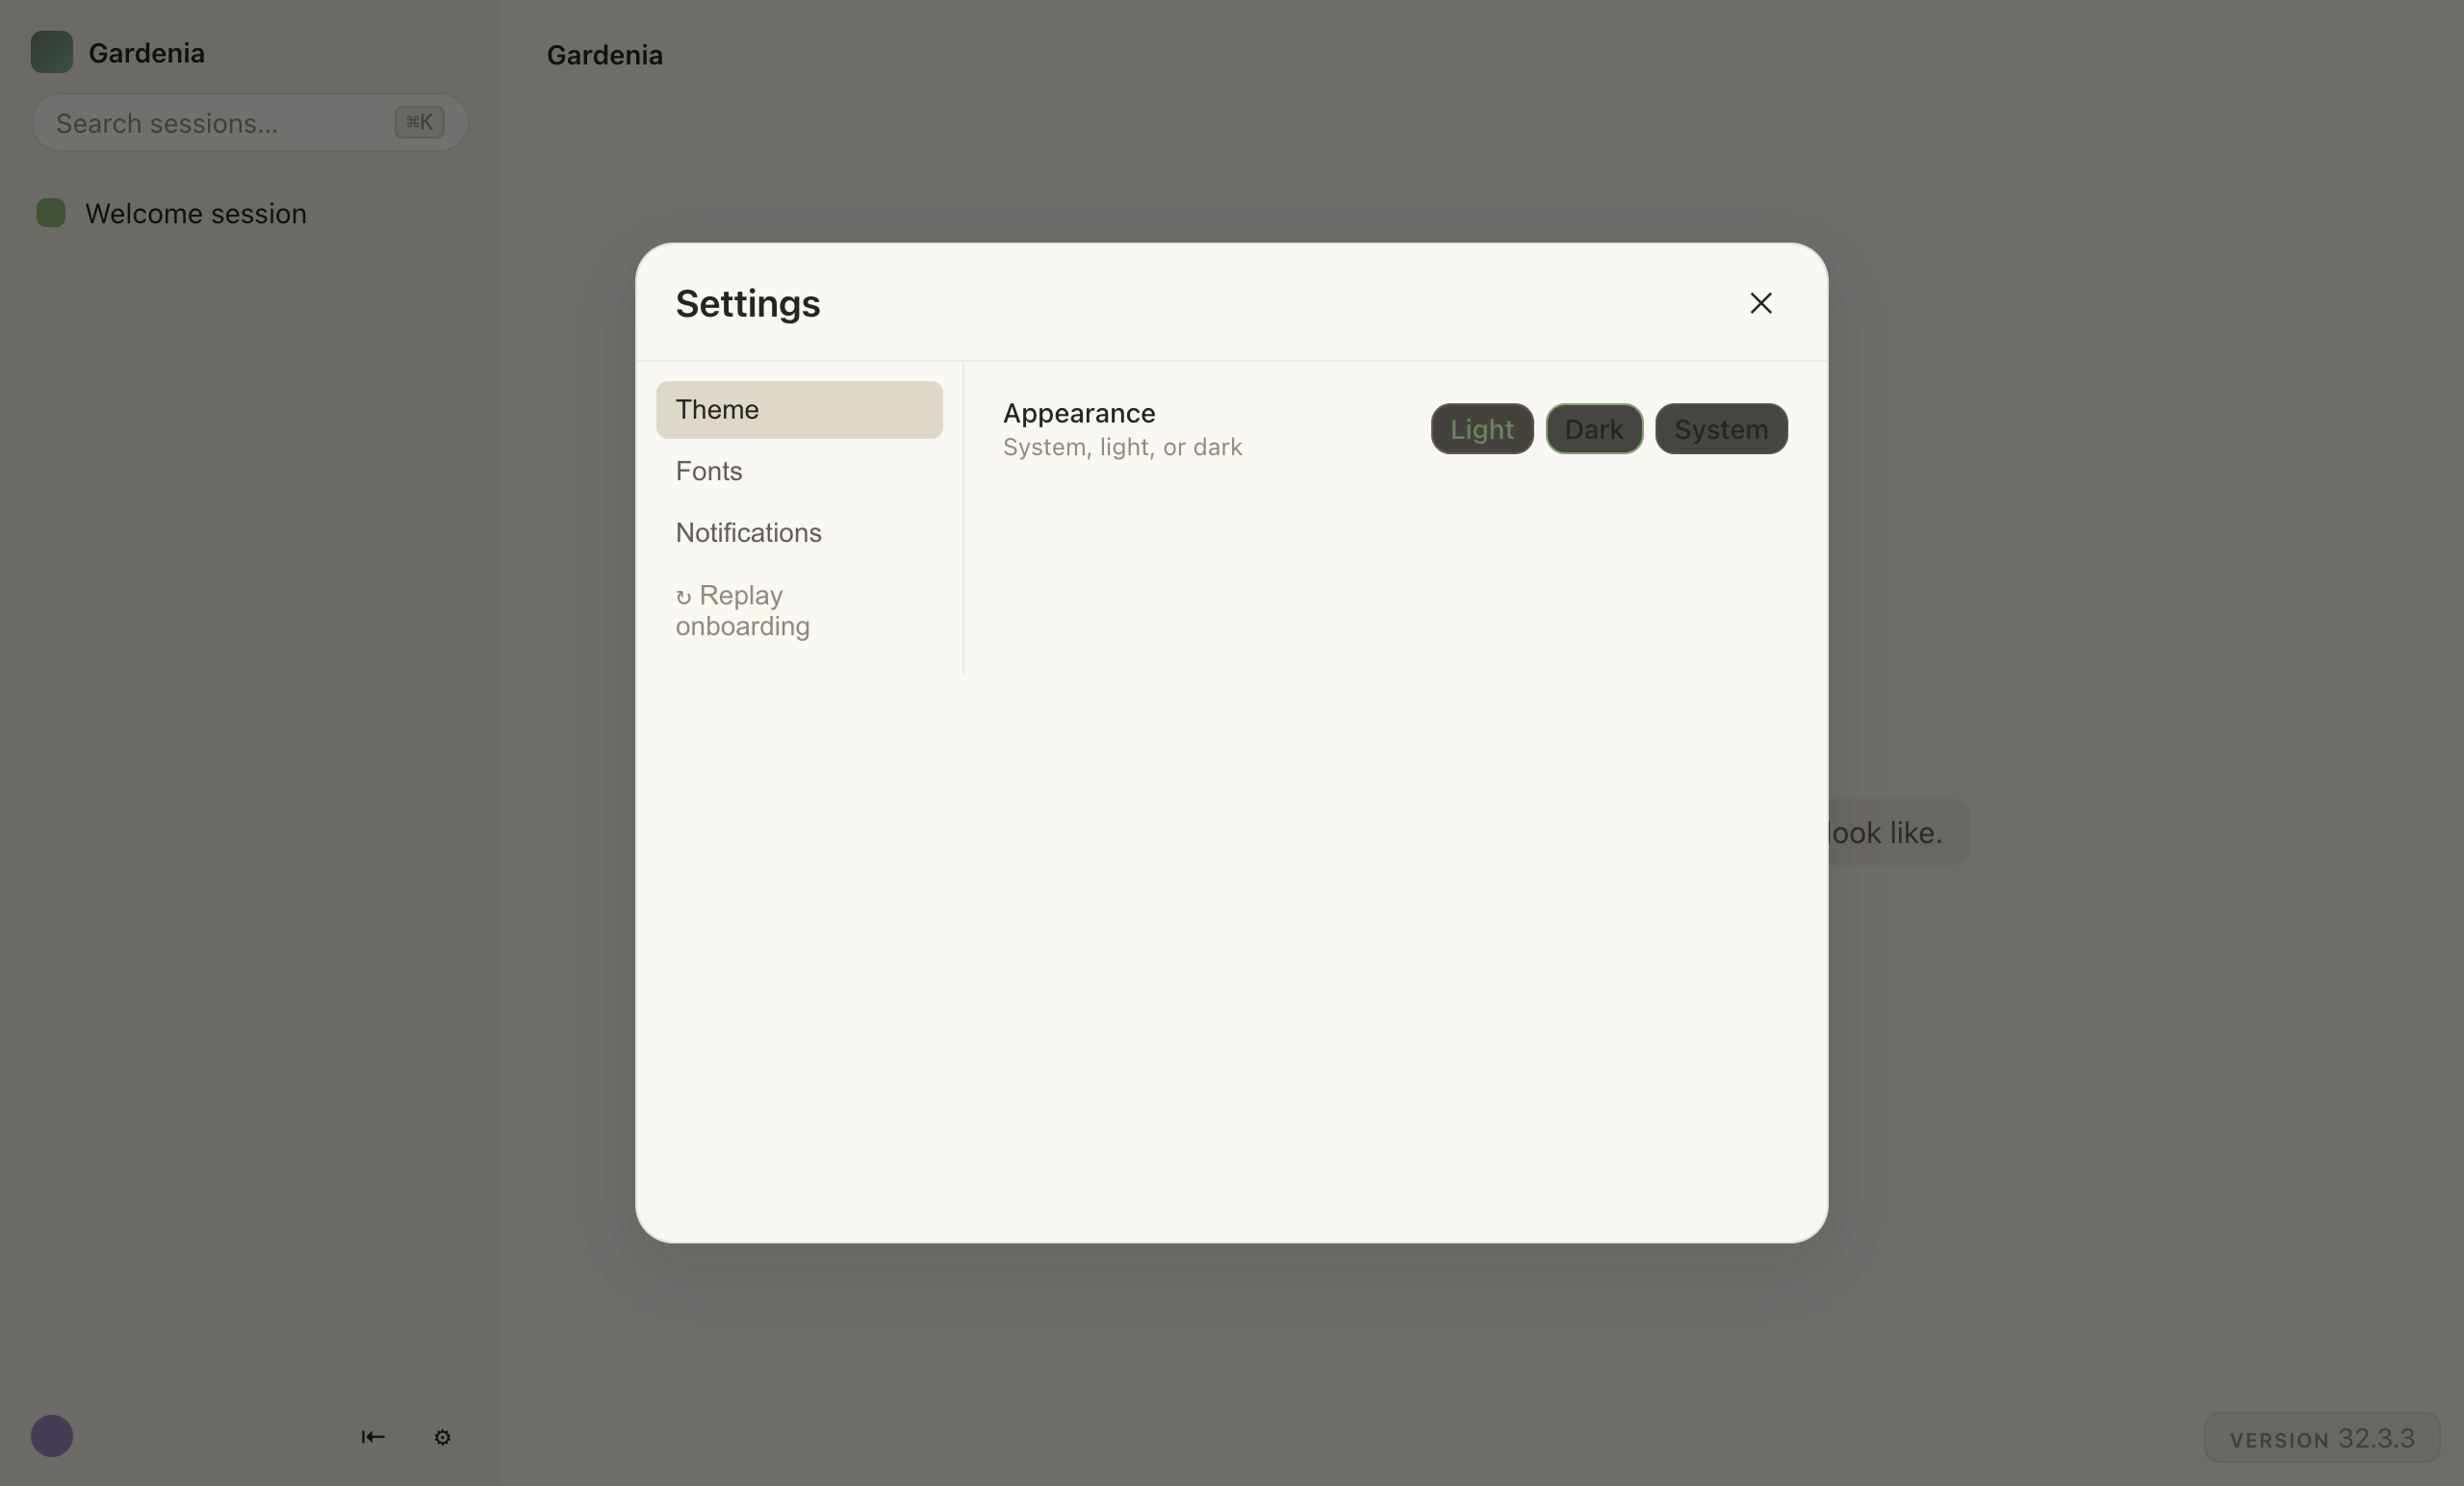 Gardenia
Search sessions...
⌘K
Welcome session
Gardenia
Settings
Theme
Fonts
Notifications
↻ Replay
onboarding
Appearance
System, light, or dark
Light
Dark
System
look like.
VERSION 32.3.3